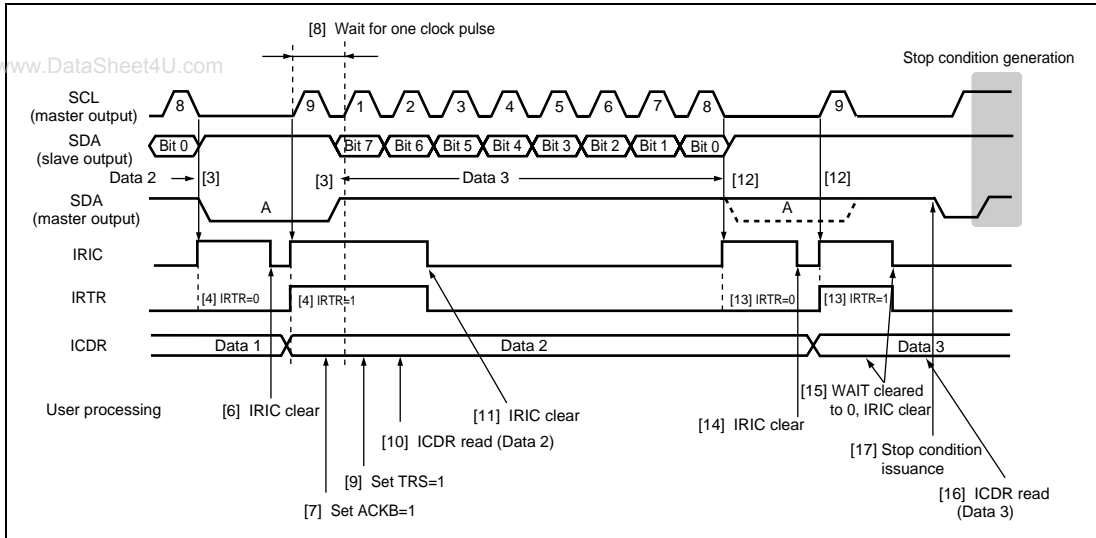 [8] Wait for one clock pulse
www.DataSheet4U.com
Stop condition generation
SCL
(master output)
8 9 1 2 3 4 5 6 7 8 9
SDA
(slave output)
Bit 0 Bit 7 Bit 6 Bit 5 Bit 4 Bit 3 Bit 2 Bit 1 Bit 0
Data 2 [3] [3] Data 3 [12] [12]
SDA
(master output)
A A
IRIC
IRTR
[4] IRTR=0 [4] IRTR=1 [13] IRTR=0 [13] IRTR=1
ICDR
Data 1 Data 2 Data 3
User processing
[6] IRIC clear
[11] IRIC clear
[14] IRIC clear
[15] WAIT cleared
to 0, IRIC clear
[10] ICDR read (Data 2)
[17] Stop condition
issuance
[9] Set TRS=1
[16] ICDR read
(Data 3)
[7] Set ACKB=1